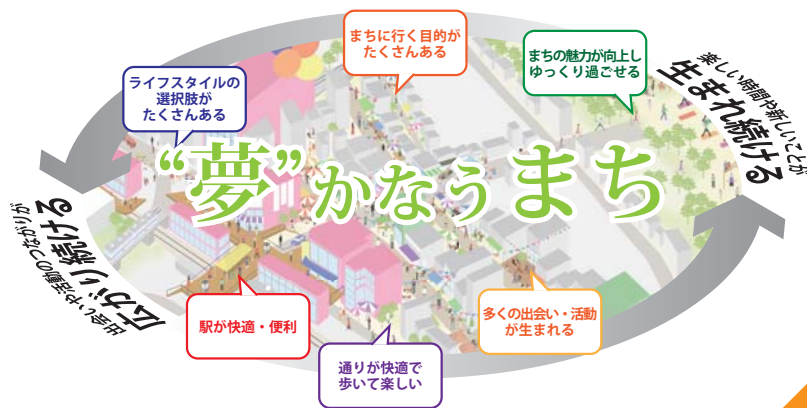 まちに行く目的が
たくさんある
まちの魅力が向上し
ゆっくり過ごせる
ライフスタイルの
選択肢が
たくさんある
楽しい時間や新しいことが
生まれ続ける
“夢”かなうまち
出会いや活動のつながりが
広がり続ける
駅が快適・便利
多くの出会い・活動
が生まれる
通りが快適で
歩いて楽しい